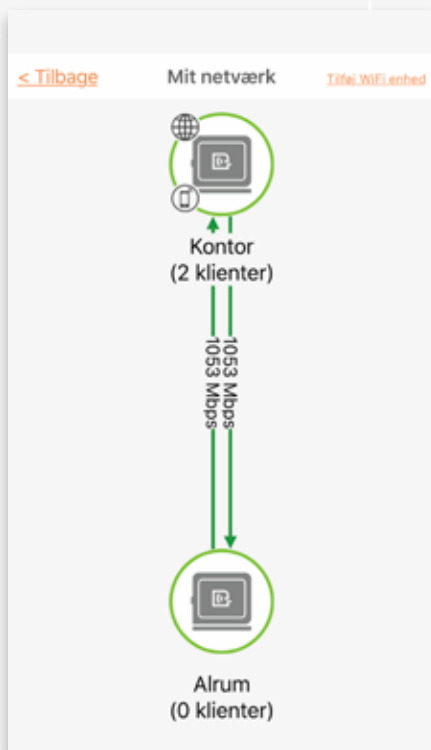 < Tilbage
Mit netværk
Tilføj WiFi enhed
Kontor
(2 klienter)
1053 Mbps
1053 Mbps
Alrum
(0 klienter)